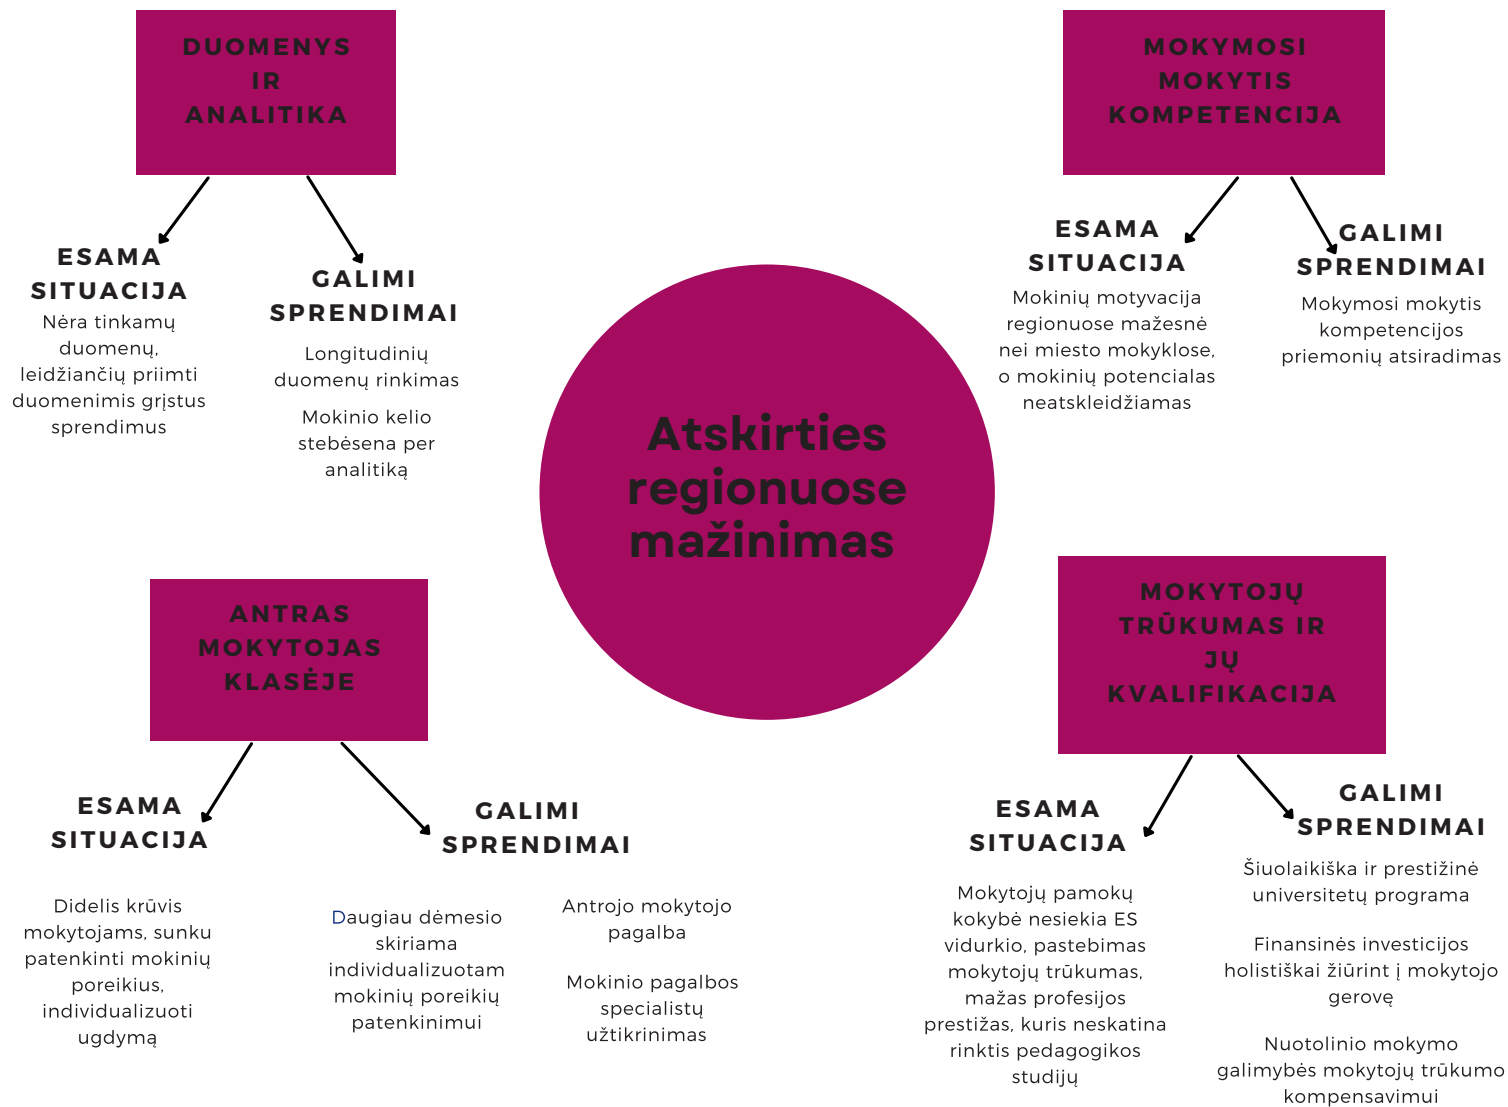 DUOMENYS
IR
ANALITIKA
ESAMA
SITUACIJA
Nėra tinkamų
duomenų,
leidžiančių priimti
duomenimis grįstus
sprendimus
GALIMI
SPRENDIMAI
Longitudinių
duomenų rinkimas
Mokinio kelio
stebėsena per
analitiką
MOKYMOSI
MOKYTIS
KOMPETENCIJA
ESAMA
SITUACIJA
Mokinių motyvacija
regionuose mažesnė
nei miesto mokyklose,
o mokinių potencialas
neatskleidžiamas
GALIMI
SPRENDIMAI
Mokymosi mokytis
kompetencijos
priemonių atsiradimas
Atskirties
regionuose
mažinimas
ANTRAS
MOKYTOJAS
KLASĖJE
ESAMA
SITUACIJA
Didelis krūvis
mokytojams, sunku
patenkinti mokinių
poreikius,
individualizuoti
ugdymą
GALIMI
SPRENDIMAI
Daugiau dėmesio
skiriama
individualizuotam
mokinių poreikių
patenkinimui
Antrojo mokytojo
pagalba
Mokinio pagalbos
specialistų
užtikrinimas
MOKYTOJŲ
TRŪKUMAS IR
JŲ
KVALIFIKACIJA
ESAMA
SITUACIJA
Mokytojų pamokų
kokybė nesiekia ES
vidurkio, pastebimas
mokytojų trūkumas,
mažas profesijos
prestižas, kuris neskatina
rinktis pedagogikos
studijų
GALIMI
SPRENDIMAI
Šiuolaikiška ir prestižinė
universitetų programa
Finansinės investicijos
holistiškai žiūrint į mokytojo
gerovę
Nuotolinio mokymo
galimybės mokytojų trūkumo
kompensavimui